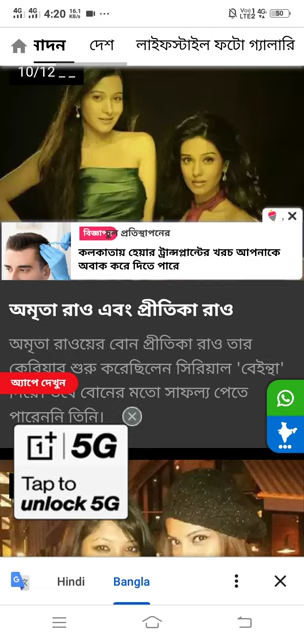 4G 4G 4:20 16.1 KB/s
Vo) 1 LTE2 4G 50
দেশ লাইফস্টাইল ফটো গ্যালারি
10/12 _ _
বিজ্ঞাপন প্রতিস্থাপনের
কলকাতায় হেয়ার ট্রান্সপ্লান্টের খরচ আপনাকে
অবাক করে দিতে পারে
অমৃতা রাও এবং প্রীতিকা রাও
অমৃতা রাওয়ের বোন প্রীতিকা রাও তার
কেরিয়ার শুরু করেছিলেন সিরিয়াল 'বেইন্থা'
অ্যাপে দেখুন
বোনের মতো সাফল্য পেতে
পারেননি তিনি।
1+ 5G
Tap to
unlock 5G
Hindi Bangla